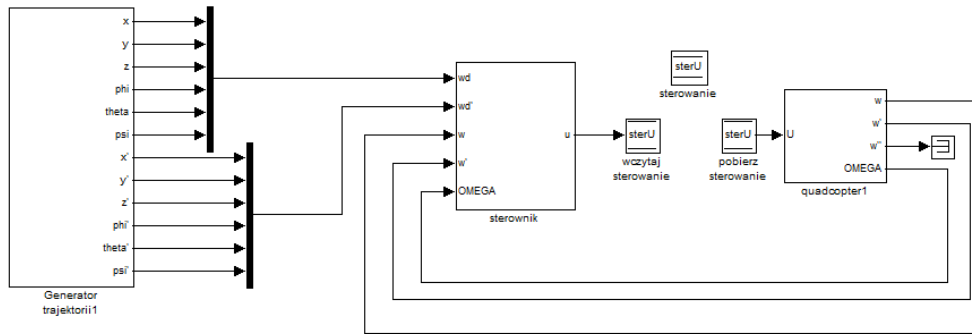 x
y
z
phi
theta
psi
x'
y'
z'
phi'
theta'
psi'
Generator
trajektorii1
wd
wd'
w
w'
OMEGA
u
sterownik
sterU
sterowanie
sterU
wczytaj
sterowanie
sterU
pobierz
sterowanie
U
w
w'
w''
OMEGA
quadcopter1